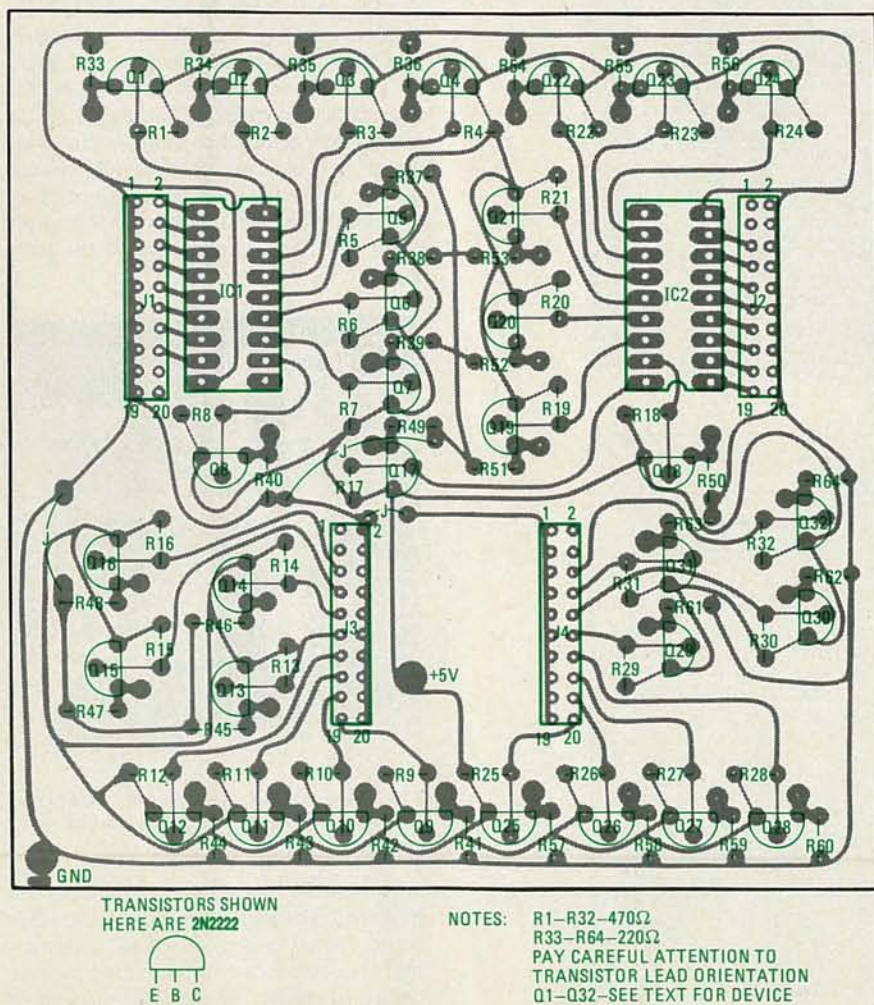 R33 R34 R35 R36 R54 R55 R56
Q1 Q2 Q3 Q4 Q22 Q23 Q24
R1 R2 R3 R4 R22 R23 R24
R37
1 2 R21 1 2
Q5 Q21
R5
R38 R53
J1 IC1 IC2 J2
Q6 R20
Q20
R6
R39
R52
Q7
R7 R19
19 20 R8 R49 Q19 R18 19 20
J
Q8 Q17 R51 Q18
R40 R17 R50 R64
J
1 2 1 2 R63 Q32
J R16 R32
Q16 R14 Q31
Q14 R31 R62
R48 R61
R15 R46 J3 J4 Q30
R13 R30
Q15 Q29
Q13 +5V R29
R47 R45
19 20 19 20
R12 R11 R10 R9 R25 R26 R27 R28
Q12 Q11 Q10 Q9 Q25 Q26 Q27 Q28
R44 R43 R42 R41 R57 R58 R59 R60
GND
TRANSISTORS SHOWN
HERE ARE 2N2222
E B C
NOTES: R1–R32–470Ω
R33–R64–220Ω
PAY CAREFUL ATTENTION TO
TRANSISTOR LEAD ORIENTATION
Q1–Q32–SEE TEXT FOR DEVICE